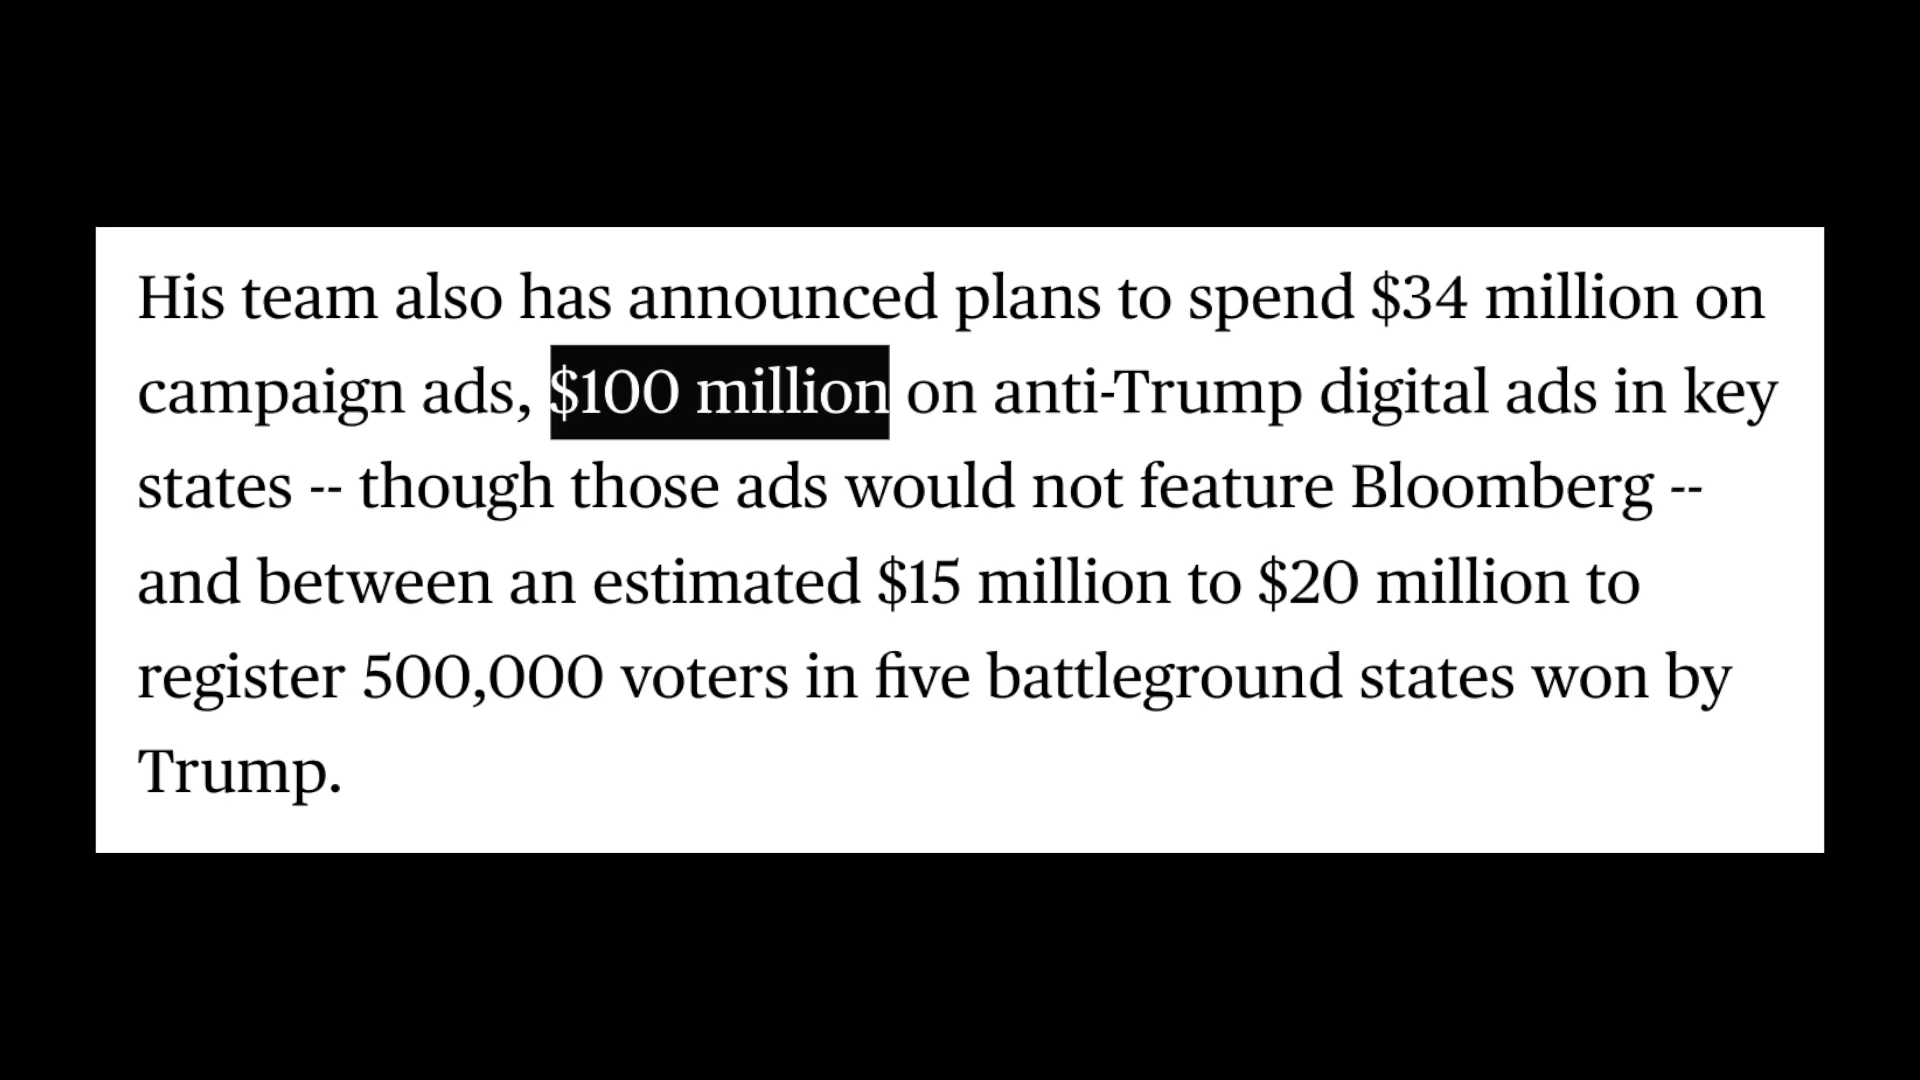 His team also has announced plans to spend $34 million on
campaign ads, $100 million on anti-Trump digital ads in key
states -- though those ads would not feature Bloomberg --
and between an estimated $15 million to $20 million to
register 500,000 voters in five battleground states won by
Trump.